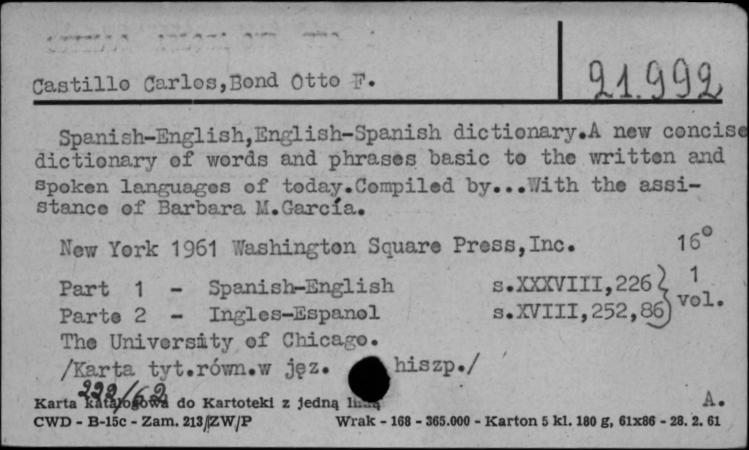 Castillo Carlos,Bond Otto F.
21.992
Spanish-English,English-Spanish dictionary.A new concise
dictionary of words and phrases basic to the written and
spoken languages of today.Compiled by...With the assi-
stance of Barbara M.García.
New York 1961 Washington Square Press,Inc. 16°
Part 1 - Spanish-English s.XXXVIII,226} 1
Parte 2 - Ingles-Espanol s.XVIII,252,86} vol.
The University of Chicago.
/Karta tyt.równ.w jęz. hiszp./
222/62
Karta katalogowa do Kartoteki z jedną linią A.
CWD - B-15c - Zam. 213/ZW/P Wrak - 168 - 365.000 - Karton 5 kl. 180 g, 61x86 - 28. 2. 61